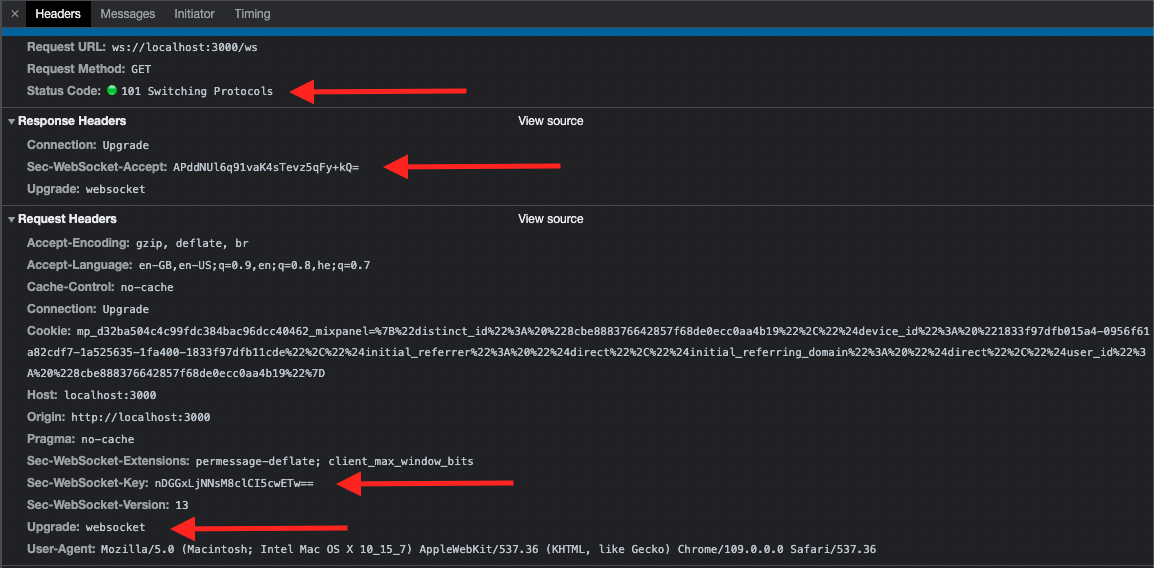 × Headers Messages Initiator Timing
Request URL: ws://localhost:3000/ws
Request Method: GET
Status Code: 101 Switching Protocols
▼ Response Headers View source
Connection: Upgrade
Sec-WebSocket-Accept: APddNUl6q91vaK4sTevz5qFy+kQ=
Upgrade: websocket
▼ Request Headers View source
Accept-Encoding: gzip, deflate, br
Accept-Language: en-GB,en-US;q=0.9,en;q=0.8,he;q=0.7
Cache-Control: no-cache
Connection: Upgrade
Cookie: mp_d32ba504c4c99fdc384bac96dcc40462_mixpanel=%7B%22distinct_id%22%3A%20%228cbe888376642857f68de0ecc0aa4b19%22%2C%22%24device_id%22%3A%20%221833f97dfb015a4-0956f61
a82cdf7-1a525635-1fa400-1833f97dfb11cde%22%2C%22%24initial_referrer%22%3A%20%22%24direct%22%2C%22%24initial_referring_domain%22%3A%20%22%24direct%22%2C%22%24user_id%22%3
A%20%228cbe888376642857f68de0ecc0aa4b19%22%7D
Host: localhost:3000
Origin: http://localhost:3000
Pragma: no-cache
Sec-WebSocket-Extensions: permessage-deflate; client_max_window_bits
Sec-WebSocket-Key: nDGGxLjNNsM8clCI5cwETw==
Sec-WebSocket-Version: 13
Upgrade: websocket
User-Agent: Mozilla/5.0 (Macintosh; Intel Mac OS X 10_15_7) AppleWebKit/537.36 (KHTML, like Gecko) Chrome/109.0.0.0 Safari/537.36